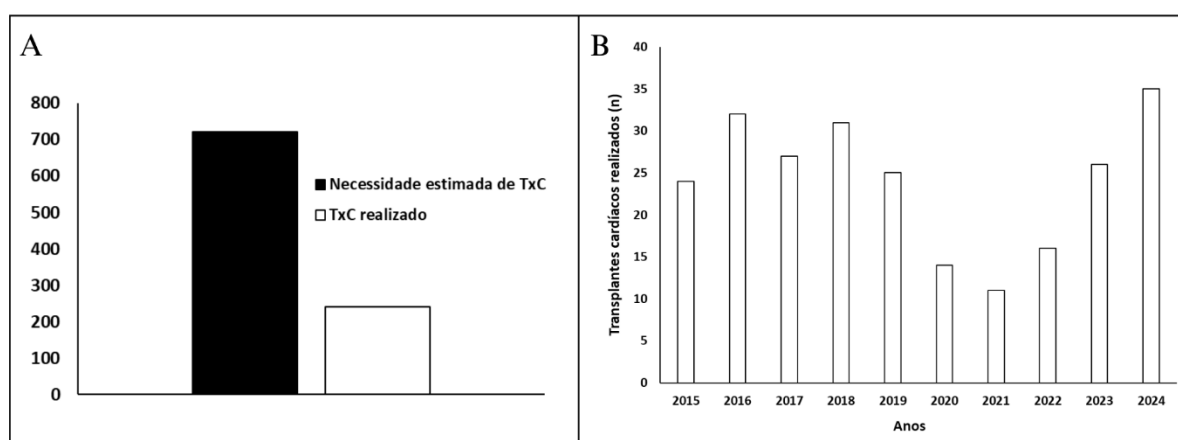 A
800
700
600
500
400
300
200
100
0
Necessidade estimada de TxC
TxC realizado
B
Transplantes cardíacos realizados (n)
40
35
30
25
20
15
10
5
0
2015 2016 2017 2018 2019 2020 2021 2022 2023 2024
Anos